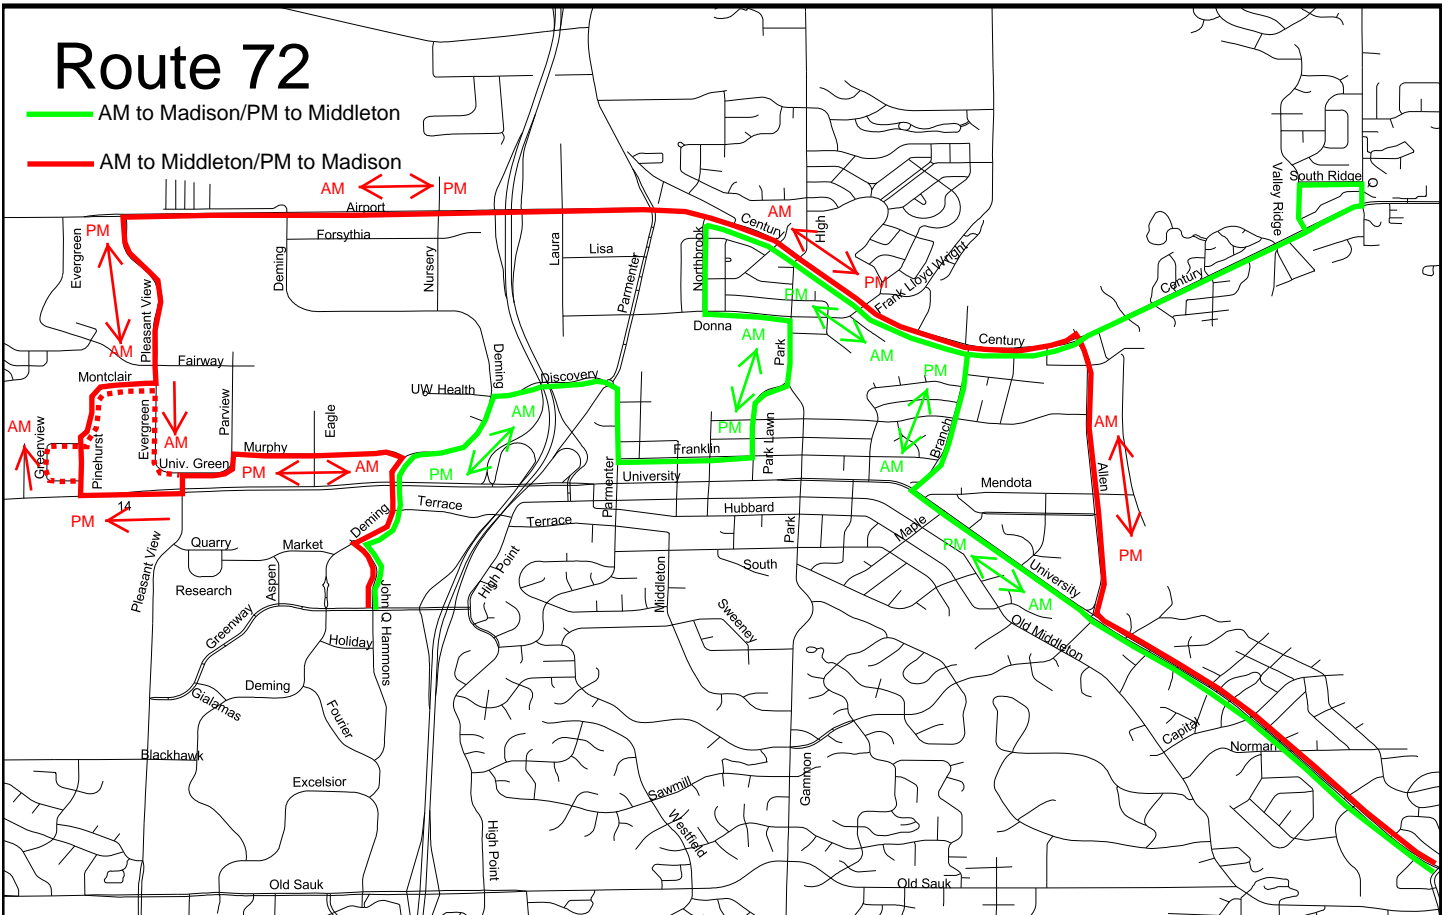 Route 72
AM to Madison/PM to Middleton
AM to Middleton/PM to Madison
AM
PM
Airport
Valley Ridge
South Ridge
Q
PM
Evergreen
Forsythia
Deming
Nursery
Laura
Lisa
Parmenter
Northbrook
Century
AM
High
PM
Frank Lloyd Wright
Century
Pleasant View
AM
Fairway
Montclair
Donna
PM
AM
AM
Park
Century
PM
UW Health
Deming
Discovery
AM
Greenview
Pinehurst
Evergreen
AM
Parview
Eagle
Murphy
Univ. Green
PM
AM
AM
PM
PM
Franklin
Park Lawn
AM
Branch
AM
Allen
PM
14
PM
University
Parmenter
Mendota
Terrace
Deming
Terrace
Hubbard
Park
Maple
PM
Quarry
Market
Pleasant View
Research
Aspen
High Point
Middleton
South
University
AM
Greenway
John Q Hammons
Sweeney
Old Middleton
Holiday
Deming
Gialamas
Fourier
Blackhawk
Capital
Norman
Excelsior
Sawmill
Gammon
Westfield
High Point
Old Sauk
Old Sauk